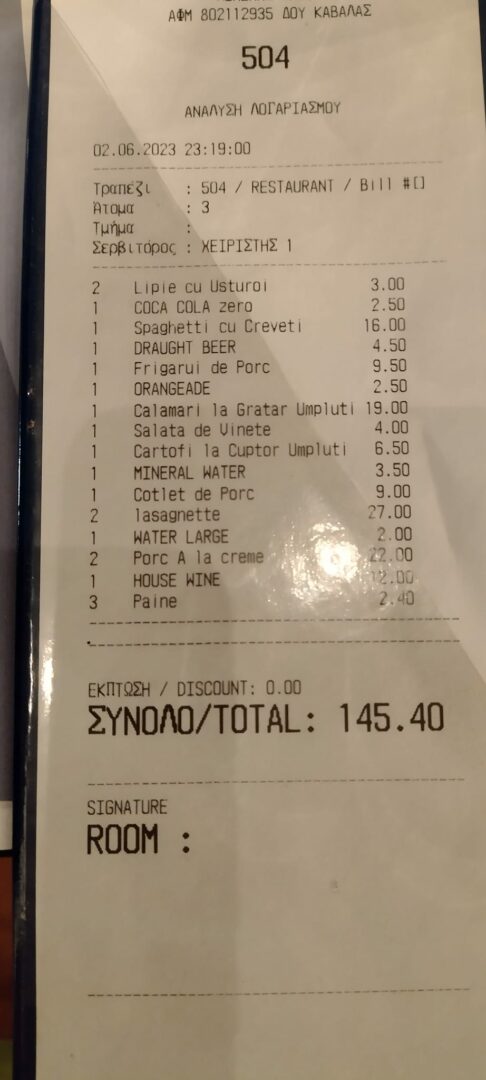 ΑΦΜ 802112935 ΔΟΥ ΚΑΒΑΛΑΣ
504
ΑΝΑΛΥΣΗ ΛΟΓΑΡΙΑΣΜΟΥ
02.06.2023 23:19:00
Τραπέζι : 504 / RESTAURANT / Bill #[]
Άτομα : 3
Τμήμα :
Σερβιτόρος : ΧΕΙΡΙΣΤΗΣ 1
2 Lipie cu Usturoi 3.00
1 COCA COLA zero 2.50
1 Spaghetti cu Creveti 16.00
1 DRAUGHT BEER 4.50
1 Frigarui de Porc 9.50
1 ORANGEADE 2.50
1 Calamari la Gratar Umpluti 19.00
1 Salata de Vinete 4.00
1 Cartofi la Cuptor Umpluti 6.50
1 MINERAL WATER 3.50
1 Cotlet de Porc 9.00
2 lasagnette 27.00
1 WATER LARGE 2.00
2 Porc A la creme 22.00
1 HOUSE WINE 12.00
3 Paine 2.40
ΕΚΠΤΩΣΗ / DISCOUNT: 0.00
ΣΥΝΟΛΟ/TOTAL: 145.40
SIGNATURE
ROOM :